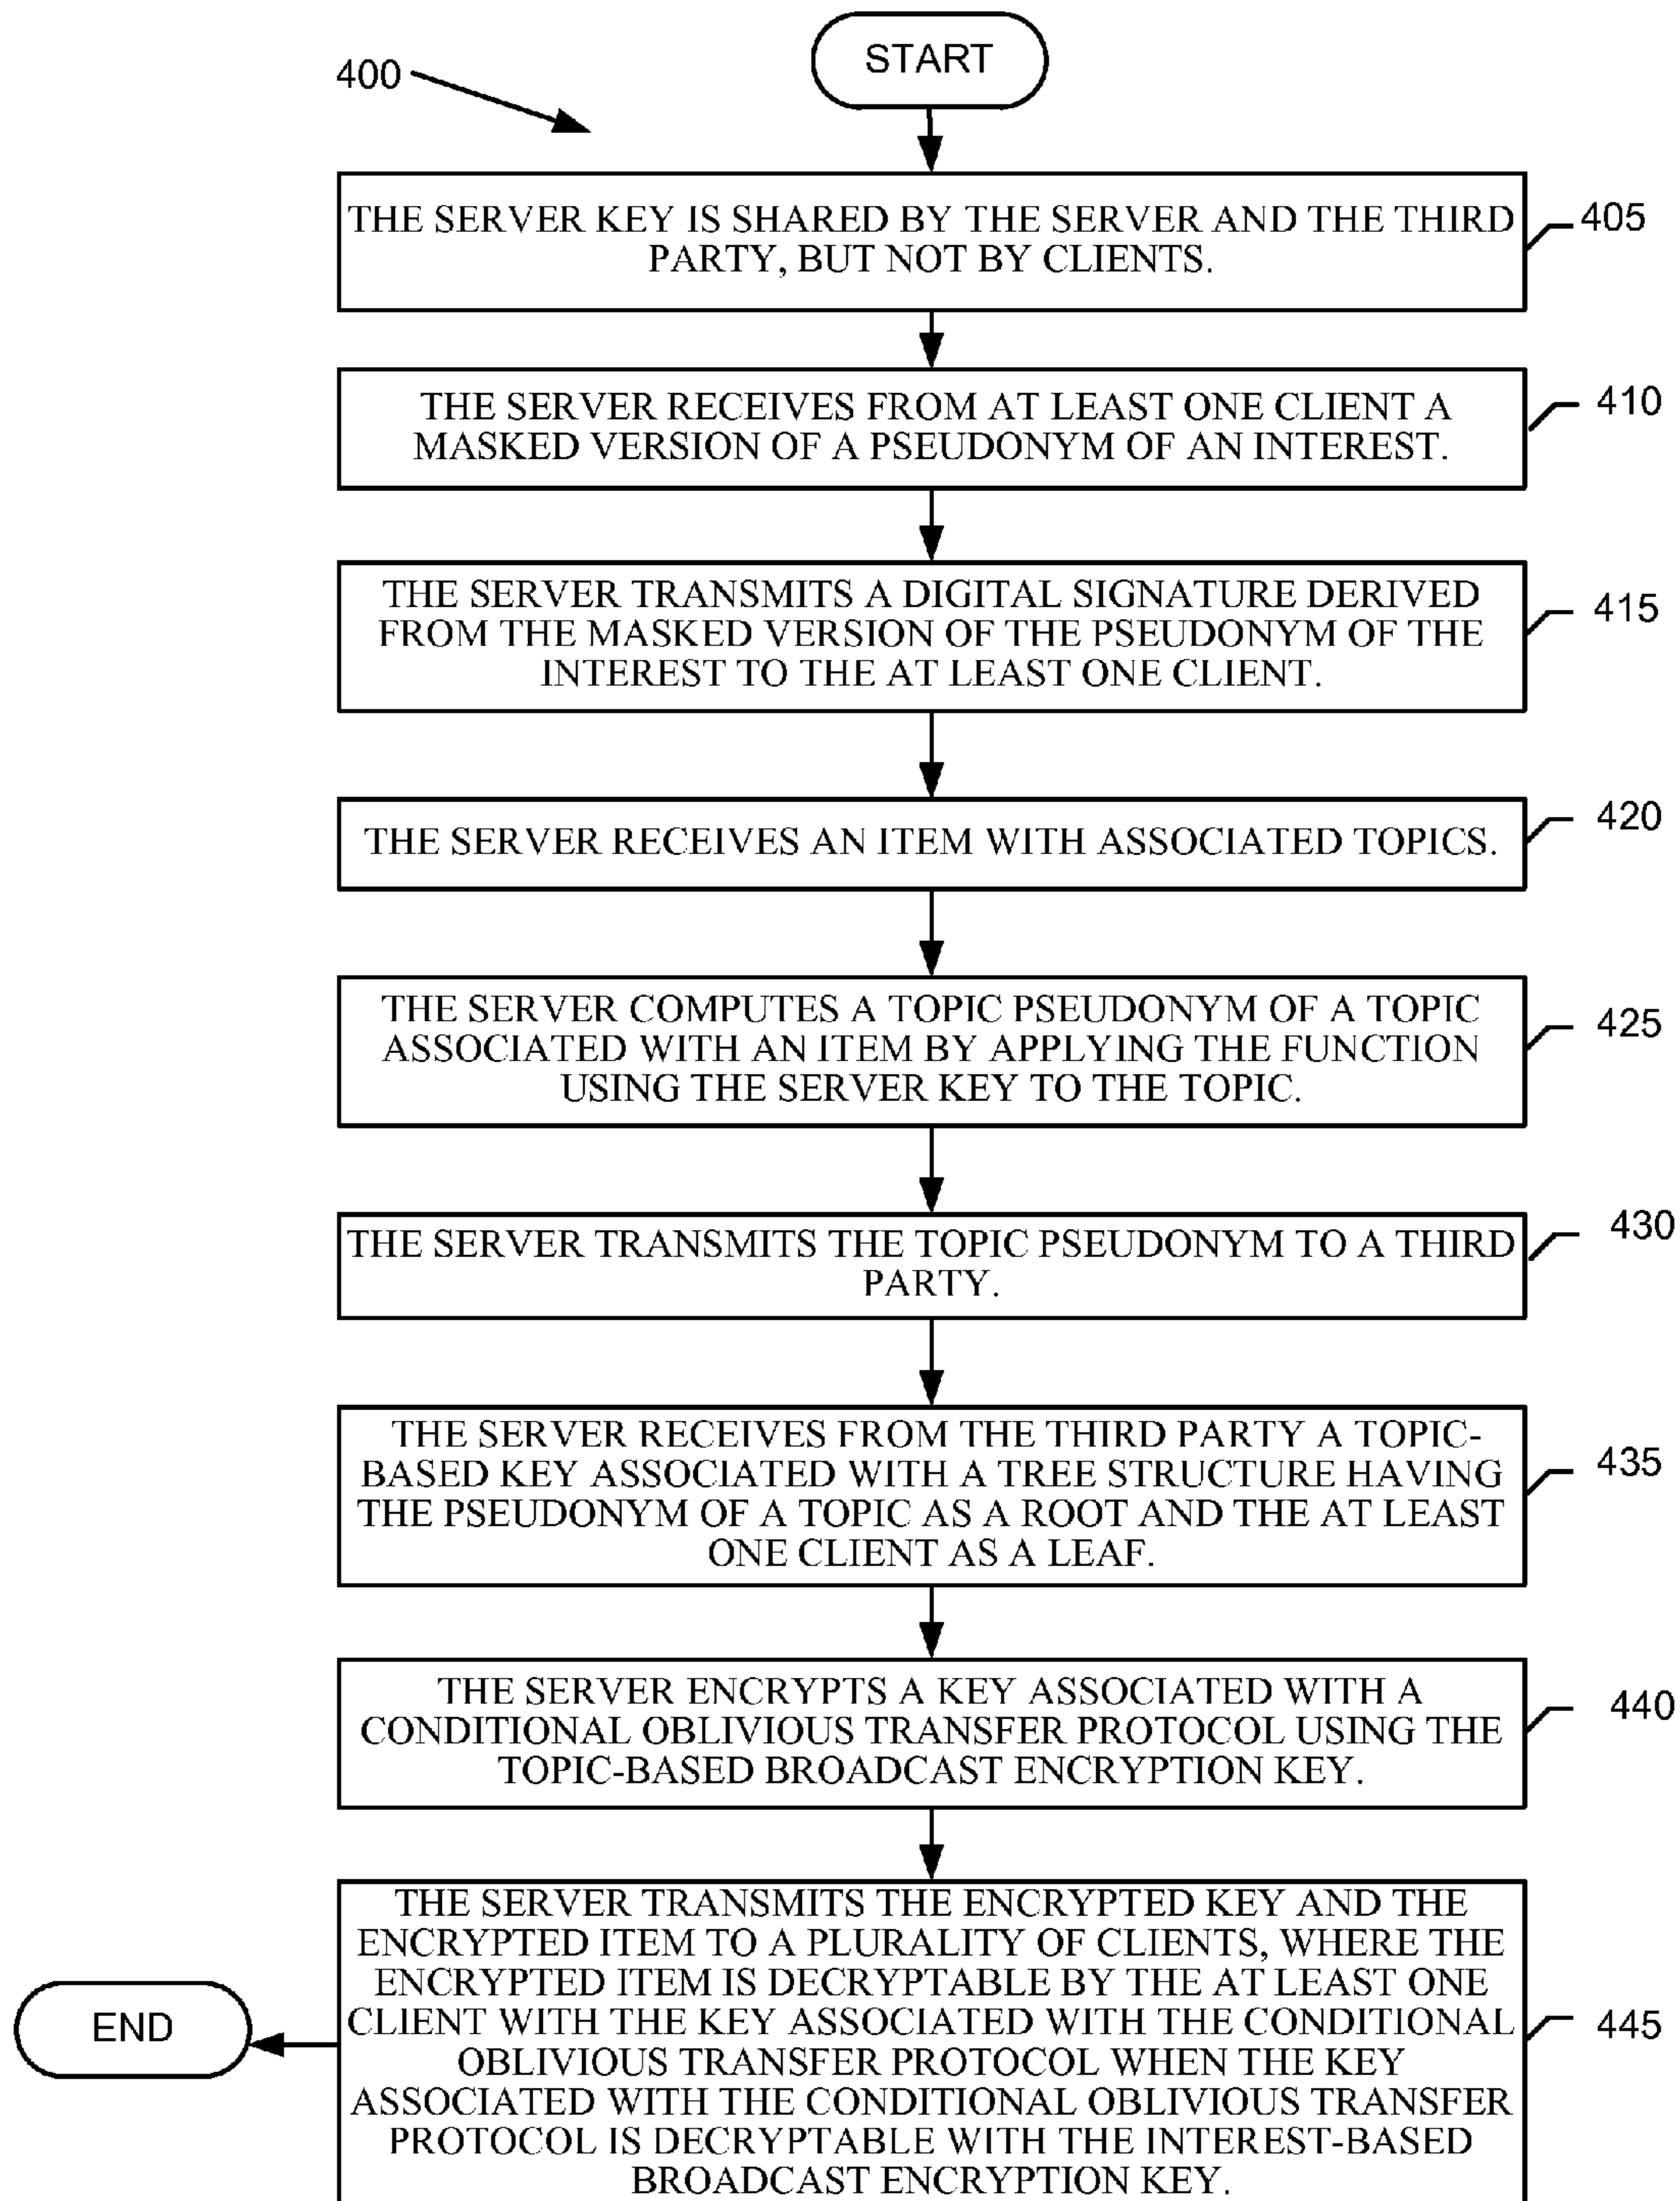 START
400
THE SERVER KEY IS SHARED BY THE SERVER AND THE THIRD
PARTY, BUT NOT BY CLIENTS.
405
THE SERVER RECEIVES FROM AT LEAST ONE CLIENT A
MASKED VERSION OF A PSEUDONYM OF AN INTEREST.
410
THE SERVER TRANSMITS A DIGITAL SIGNATURE DERIVED
FROM THE MASKED VERSION OF THE PSEUDONYM OF THE
INTEREST TO THE AT LEAST ONE CLIENT.
415
THE SERVER RECEIVES AN ITEM WITH ASSOCIATED TOPICS.
420
THE SERVER COMPUTES A TOPIC PSEUDONYM OF A TOPIC
ASSOCIATED WITH AN ITEM BY APPLYING THE FUNCTION
USING THE SERVER KEY TO THE TOPIC.
425
THE SERVER TRANSMITS THE TOPIC PSEUDONYM TO A THIRD
PARTY.
430
THE SERVER RECEIVES FROM THE THIRD PARTY A TOPIC-
BASED KEY ASSOCIATED WITH A TREE STRUCTURE HAVING
THE PSEUDONYM OF A TOPIC AS A ROOT AND THE AT LEAST
ONE CLIENT AS A LEAF.
435
THE SERVER ENCRYPTS A KEY ASSOCIATED WITH A
CONDITIONAL OBLIVIOUS TRANSFER PROTOCOL USING THE
TOPIC-BASED BROADCAST ENCRYPTION KEY.
440
THE SERVER TRANSMITS THE ENCRYPTED KEY AND THE
ENCRYPTED ITEM TO A PLURALITY OF CLIENTS, WHERE THE
ENCRYPTED ITEM IS DECRYPTABLE BY THE AT LEAST ONE
CLIENT WITH THE KEY ASSOCIATED WITH THE CONDITIONAL
OBLIVIOUS TRANSFER PROTOCOL WHEN THE KEY
ASSOCIATED WITH THE CONDITIONAL OBLIVIOUS TRANSFER
PROTOCOL IS DECRYPTABLE WITH THE INTEREST-BASED
BROADCAST ENCRYPTION KEY.
445
END